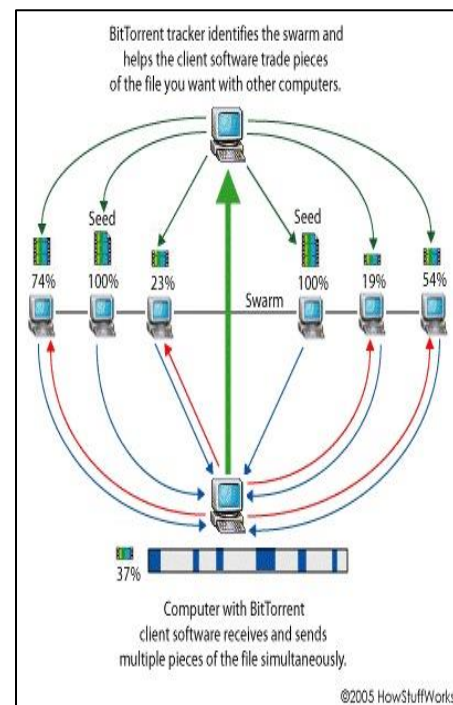 BitTorrent tracker identifies the swarm and
helps the client software trade pieces
of the file you want with other computers.
Seed
Seed
74%
100%
23%
100%
19%
54%
Swarm
37%
Computer with BitTorrent
client software receives and sends
multiple pieces of the file simultaneously.
©2005 HowStuffWorks